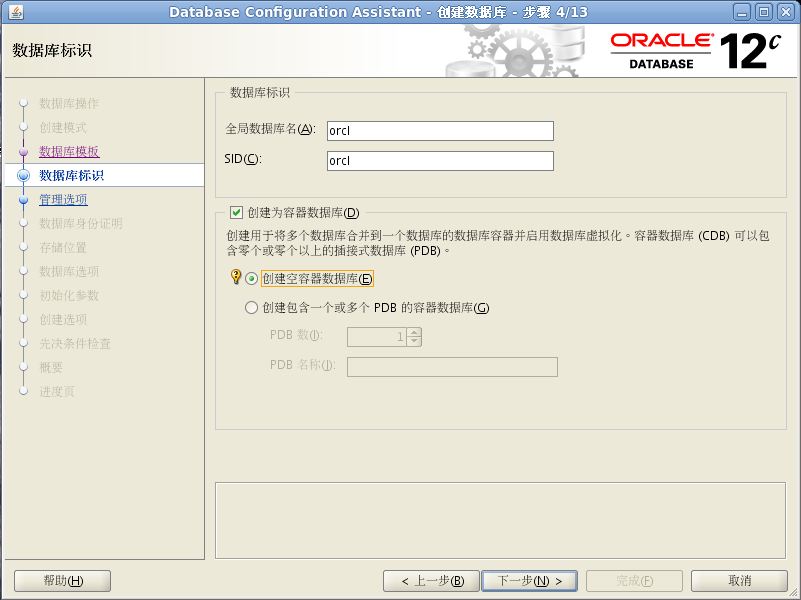 Database Configuration Assistant - 创建数据库 - 步骤 4/13
数据库标识
ORACLE
DATABASE
12c
数据库操作
创建模式
数据库模板
数据库标识
管理选项
数据库身份证明
存储位置
数据库选项
初始化参数
创建选项
先决条件检查
概要
进度页
数据库标识
全局数据库名(A): orcl
SID(C): orcl
创建为容器数据库(D)
创建用于将多个数据库合并到一个数据库的数据库容器并启用数据库虚拟化。容器数据库 (CDB) 可以包
含零个或零个以上的插接式数据库 (PDB)。
创建空容器数据库(E)
创建包含一个或多个 PDB 的容器数据库(G)
PDB 数(I): 1
PDB 名称(J):
帮助(H)
< 上一步(B)
下一步(N) >
完成(F)
取消